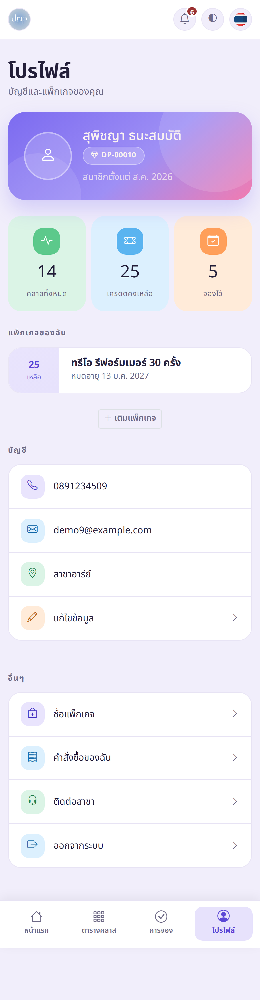 drip
6
โปรไฟล์
บัญชีและแพ็กเกจของคุณ
สุพิชญา ธนะสมบัติ
DP-00010
สมาชิกตั้งแต่ ส.ค. 2026
14
25
5
คลาสทั้งหมด
เครดิตคงเหลือ
จองไว้
แพ็กเกจของฉัน
25
เหลือ
ทรีโอ รีฟอร์มเมอร์ 30 ครั้ง
หมดอายุ 13 ม.ค. 2027
เติมแพ็กเกจ
บัญชี
0891234509
demo9@example.com
สาขาอารีย์
แก้ไขข้อมูล
อื่นๆ
ซื้อแพ็กเกจ
คำสั่งซื้อของฉัน
ติดต่อสาขา
ออกจากระบบ
หน้าแรก
ตารางคลาส
การจอง
โปรไฟล์